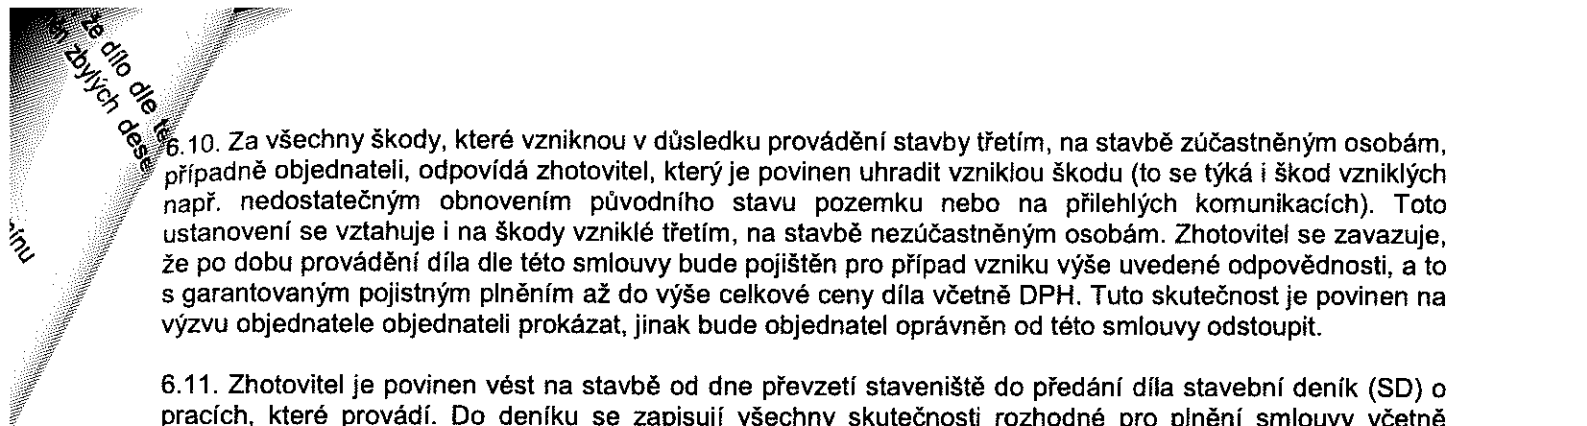 že dílo dle
zbylých dese
ínu
6.10. Za všechny škody, které vzniknou v důsledku provádění stavby třetím, na stavbě zúčastněným osobám,
případně objednateli, odpovídá zhotovitel, který je povinen uhradit vzniklou škodu (to se týká i škod vzniklých
např. nedostatečným obnovením původního stavu pozemku nebo na přilehlých komunikacích). Toto
ustanovení se vztahuje i na škody vzniklé třetím, na stavbě nezúčastněným osobám. Zhotovitel se zavazuje,
že po dobu provádění díla dle této smlouvy bude pojištěn pro případ vzniku výše uvedené odpovědnosti, a to
s garantovaným pojistným plněním až do výše celkové ceny díla včetně DPH. Tuto skutečnost je povinen na
výzvu objednatele objednateli prokázat, jinak bude objednatel oprávněn od této smlouvy odstoupit.
6.11. Zhotovitel je povinen vést na stavbě od dne převzetí staveniště do předání díla stavební deník (SD) o
pracích, které provádí. Do deníku se zapisují všechny skutečnosti rozhodné pro plnění smlouvy včetně